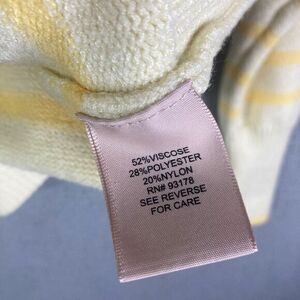 52%VISCOSE
28%POLYESTER
20%NYLON
RN# 93178
SEE REVERSE
FOR CARE